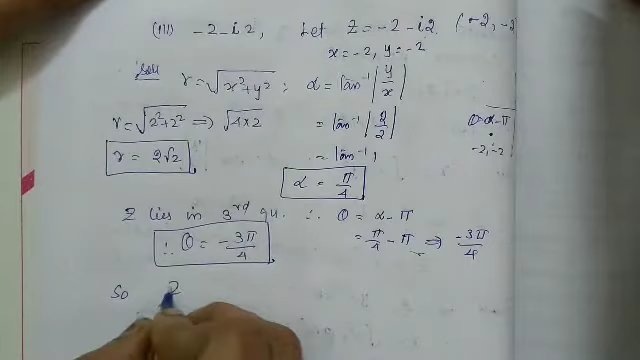 (III) -2-i2, Let Z=-2-i2. (-2,-2
x=-2, y=-2
Soln r=√x²+y² ; α=tan⁻¹|y/x|
r=√2²+2² ⇒ √4×2 =tan⁻¹|2/2| θ=α-π
r = 2√2 =tan⁻¹1 -2,-2
α = π/4
Z lies in 3rd qu. ∴ θ = α-π
∴ θ = -3π/4 = π/4 - π ⇒ -3π/4
So Z